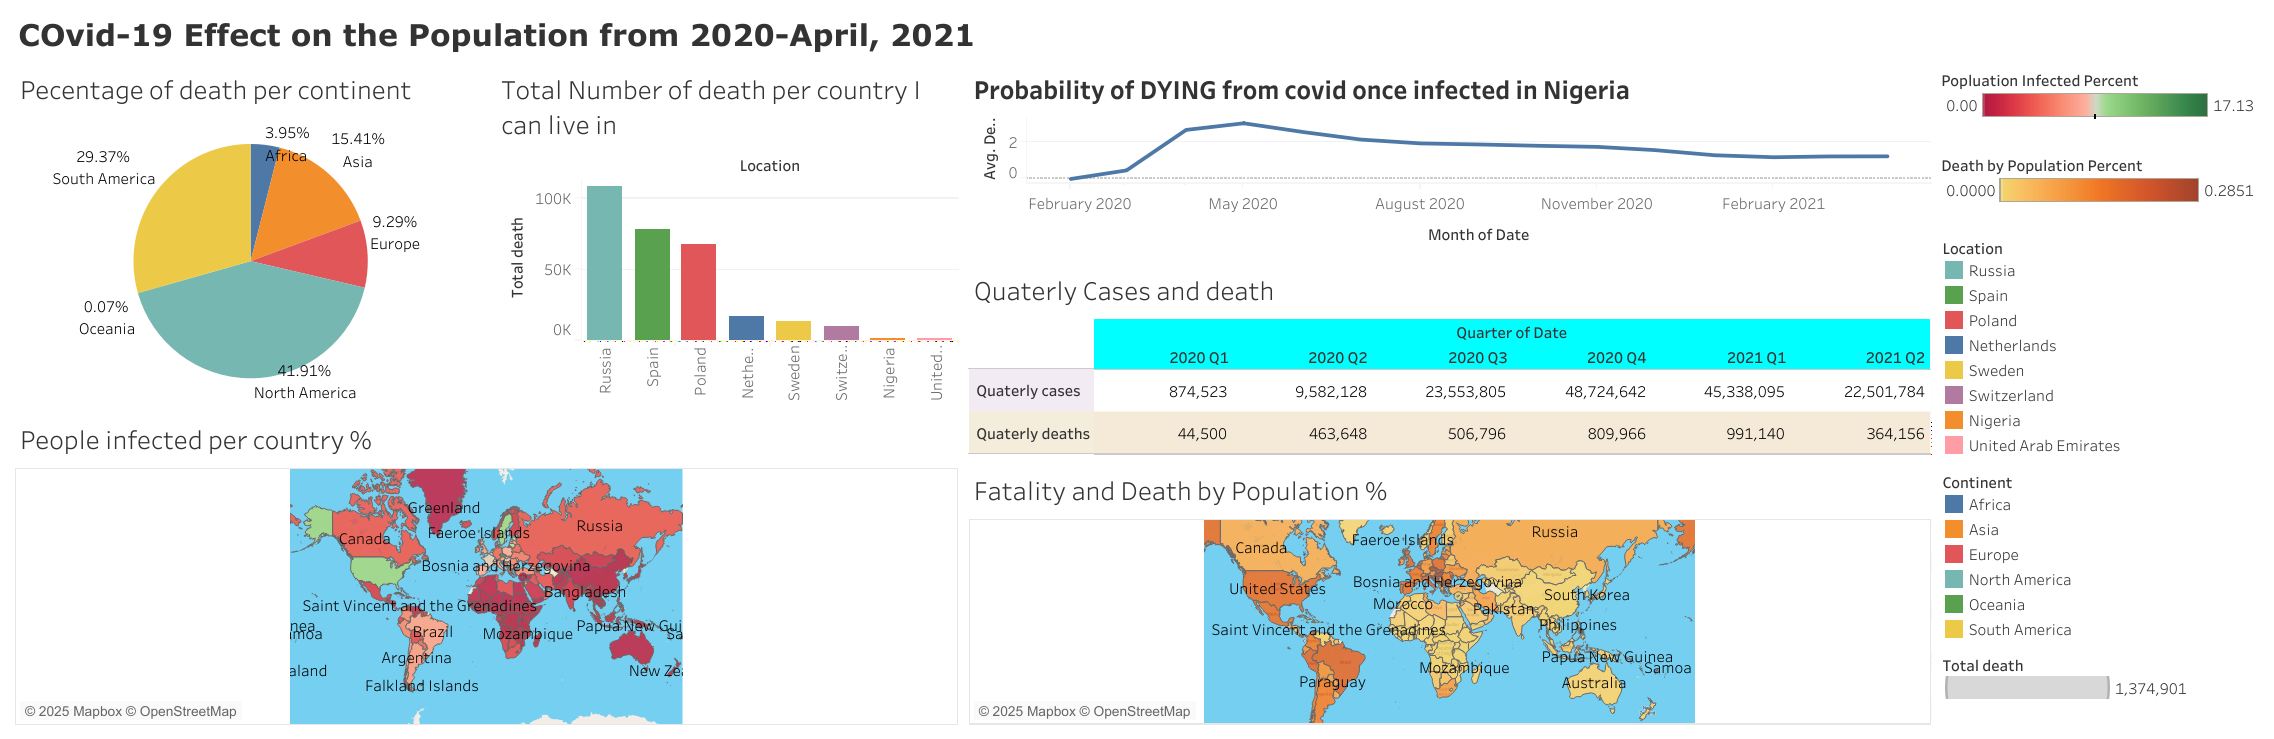 COvid-19 Effect on the Population from 2020-April, 2021
Pecentage of death per continent
3.95%
Africa
15.41%
Asia
29.37%
South America
9.29%
Europe
0.07%
Oceania
41.91%
North America
Total Number of death per country I
can live in
Location
Total death
100K
50K
0K
Russia
Spain
Poland
Nethe..
Sweden
Switze..
Nigeria
United..
Probability of DYING from covid once infected in Nigeria
Avg. De..
2
0
February 2020
May 2020
August 2020
November 2020
February 2021
Month of Date
Quaterly Cases and death
Quarter of Date
2020 Q1 2020 Q2 2020 Q3 2020 Q4 2021 Q1 2021 Q2
Quaterly cases 874,523 9,582,128 23,553,805 48,724,642 45,338,095 22,501,784
Quaterly deaths 44,500 463,648 506,796 809,966 991,140 364,156
People infected per country %
Greenland
Russia
Faeroe Islands
Canada
Bosnia and Herzegovina
Bangladesh
Saint Vincent and the Grenadines
nea
Papua New Gui
amoa
Brazil
Mozambique
Sa
Argentina
aland
New Zea
Falkland Islands
© 2025 Mapbox © OpenStreetMap
Fatality and Death by Population %
Russia
Faeroe Islands
Canada
Bosnia and Herzegovina
United States
South Korea
Morocco
Pakistan
Philippines
Saint Vincent and the Grenadines
Papua New Guinea
Mozambique
Samoa
Paraguay
Australia
© 2025 Mapbox © OpenStreetMap
Popluation Infected Percent
0.00 17.13
Death by Population Percent
0.0000 0.2851
Location
Russia
Spain
Poland
Netherlands
Sweden
Switzerland
Nigeria
United Arab Emirates
Continent
Africa
Asia
Europe
North America
Oceania
South America
Total death
1,374,901